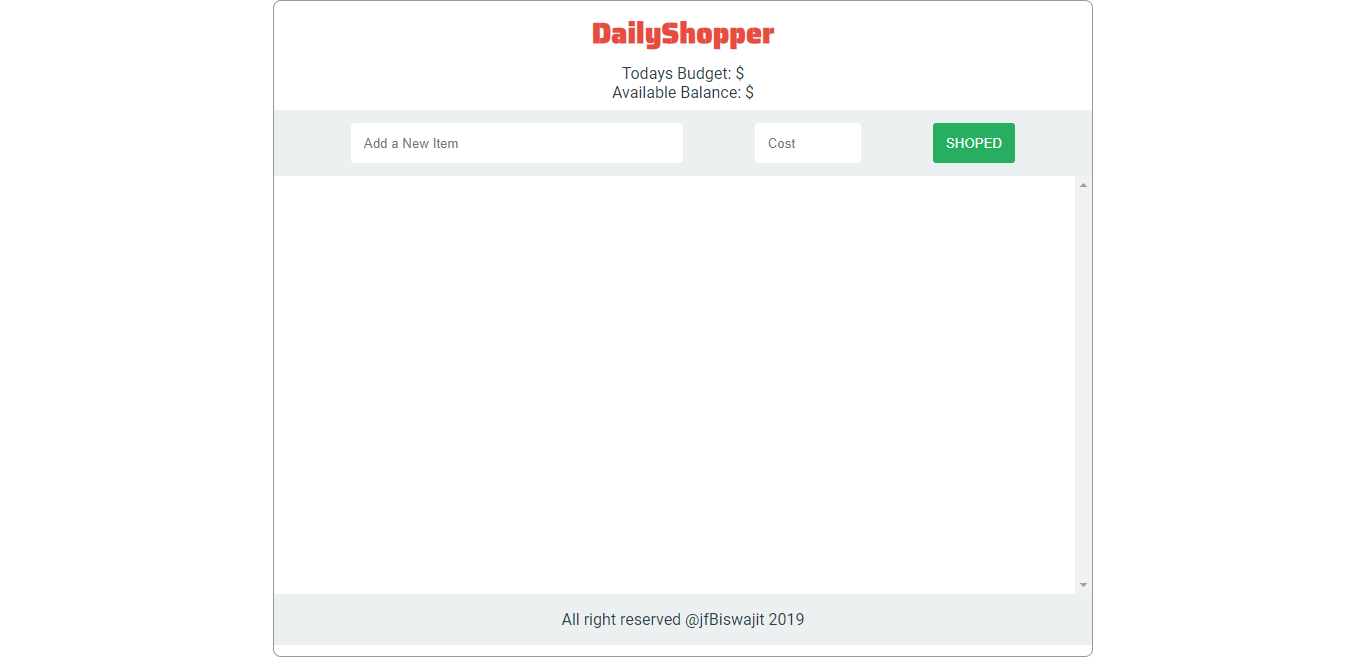 DailyShopper
Todays Budget: $
Available Balance: $
Add a New Item
Cost
SHOPED
All right reserved @jfBiswajit 2019